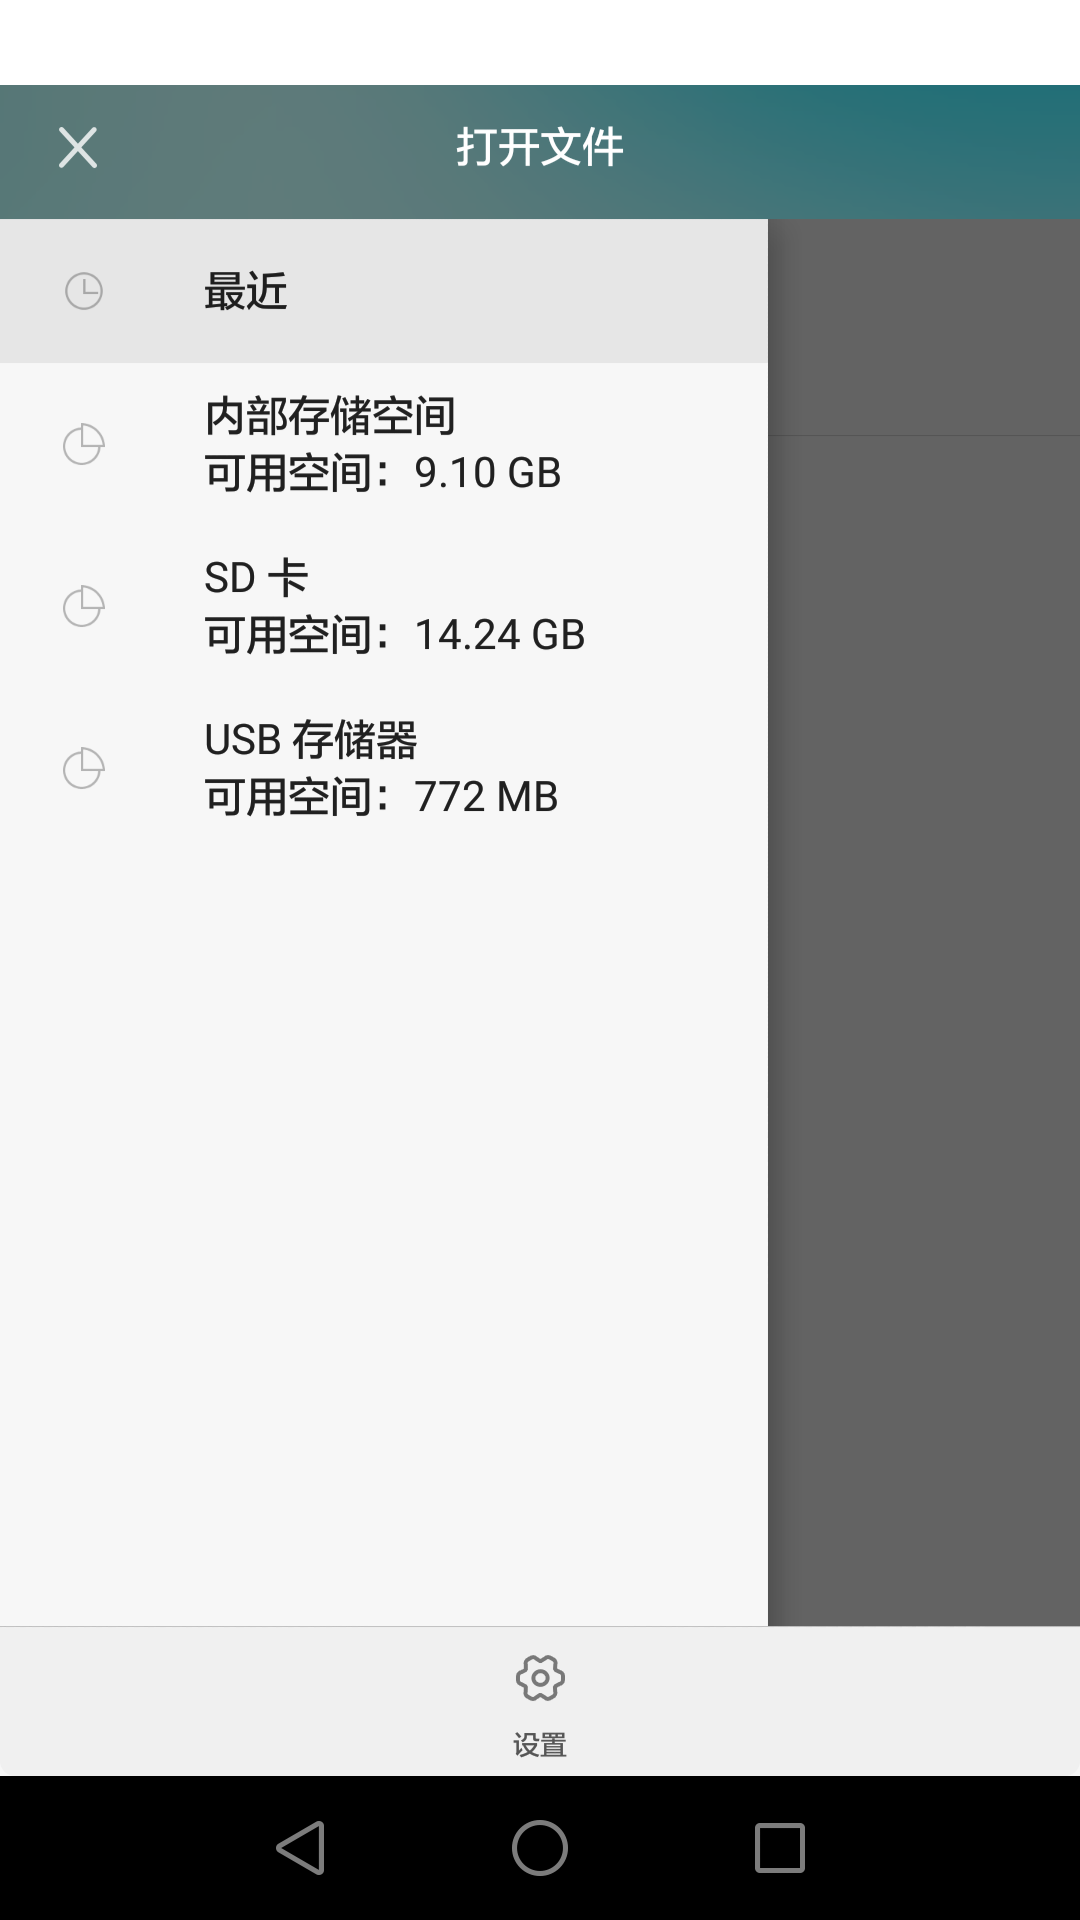 打开文件
最近
内部存储空间
可用空间：9.10 GB
SD 卡
可用空间：14.24 GB
USB 存储器
可用空间：772 MB
设置